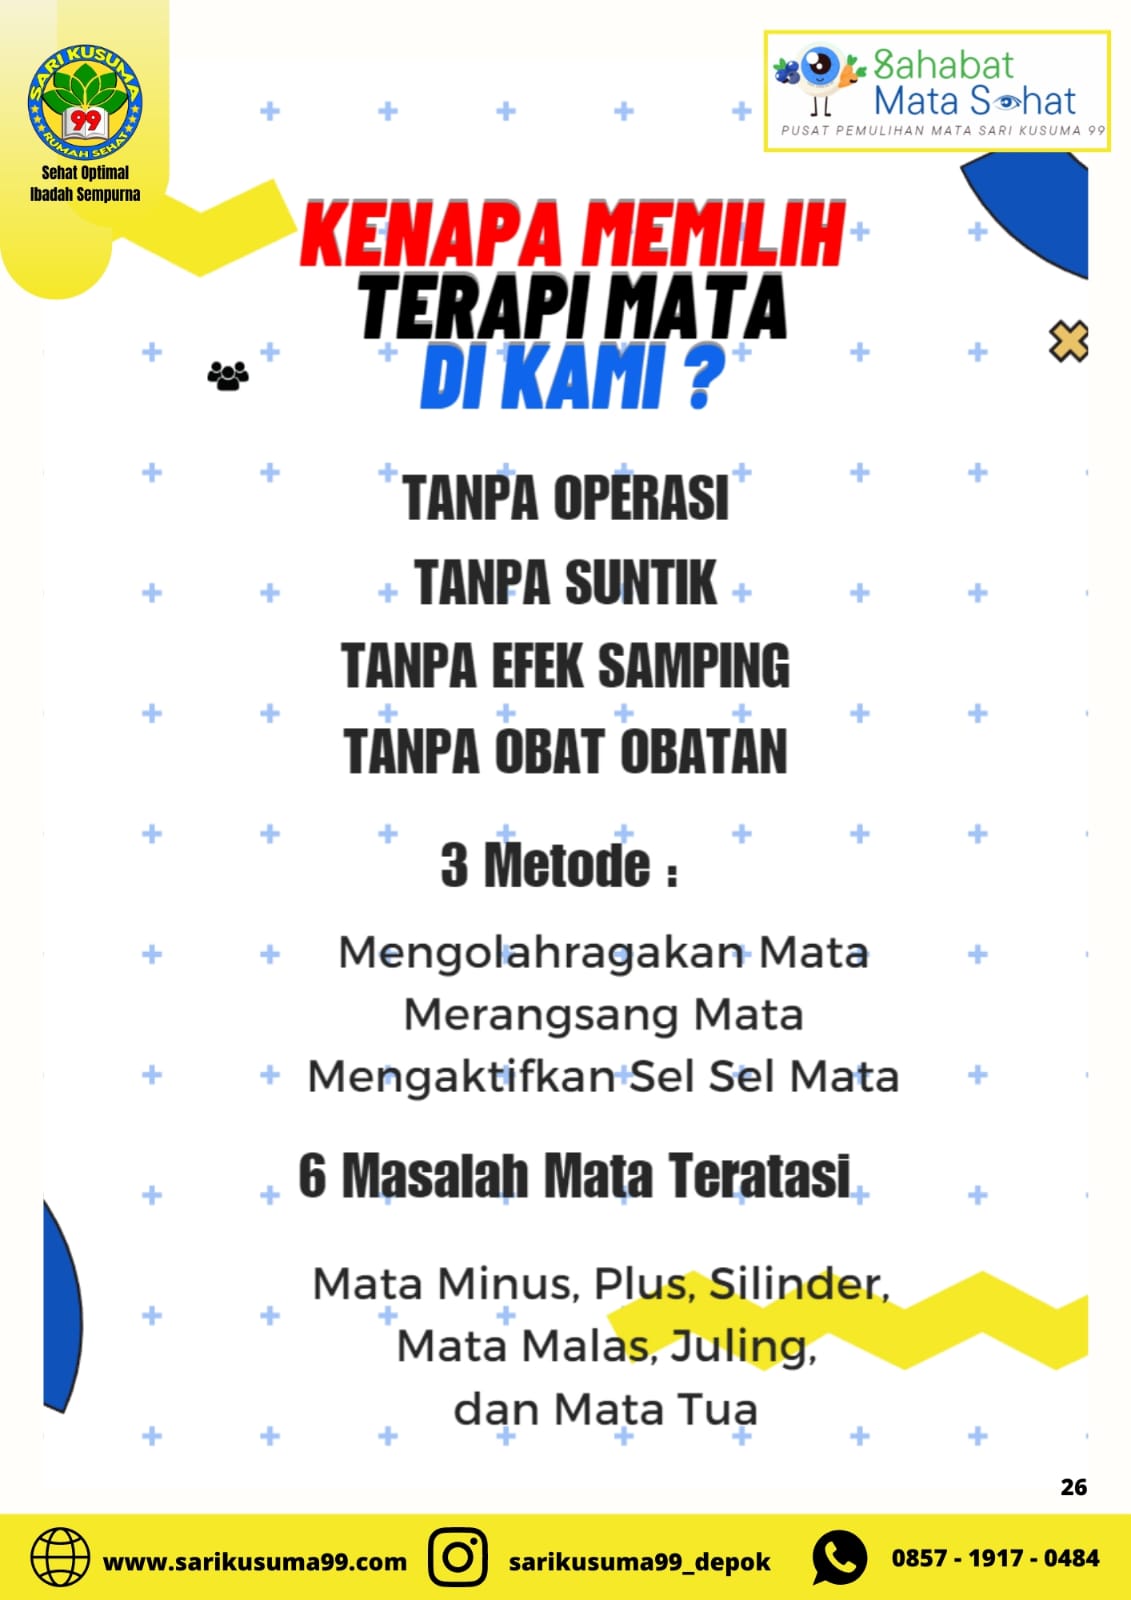 SARI KUSUMA
99
RUMAH SEHAT
Sehat Optimal
Ibadah Sempurna
Sahabat
Mata Sehat
PUSAT PEMULIHAN MATA SARI KUSUMA 99
KENAPA MEMILIH
TERAPI MATA
DI KAMI ?
TANPA OPERASI
TANPA SUNTIK
TANPA EFEK SAMPING
TANPA OBAT OBATAN
3 Metode :
Mengolahragakan Mata
Merangsang Mata
Mengaktifkan Sel Sel Mata
6 Masalah Mata Teratasi
Mata Minus, Plus, Silinder,
Mata Malas, Juling,
dan Mata Tua
26
www.sarikusuma99.com
sarikusuma99_depok
0857 - 1917 - 0484